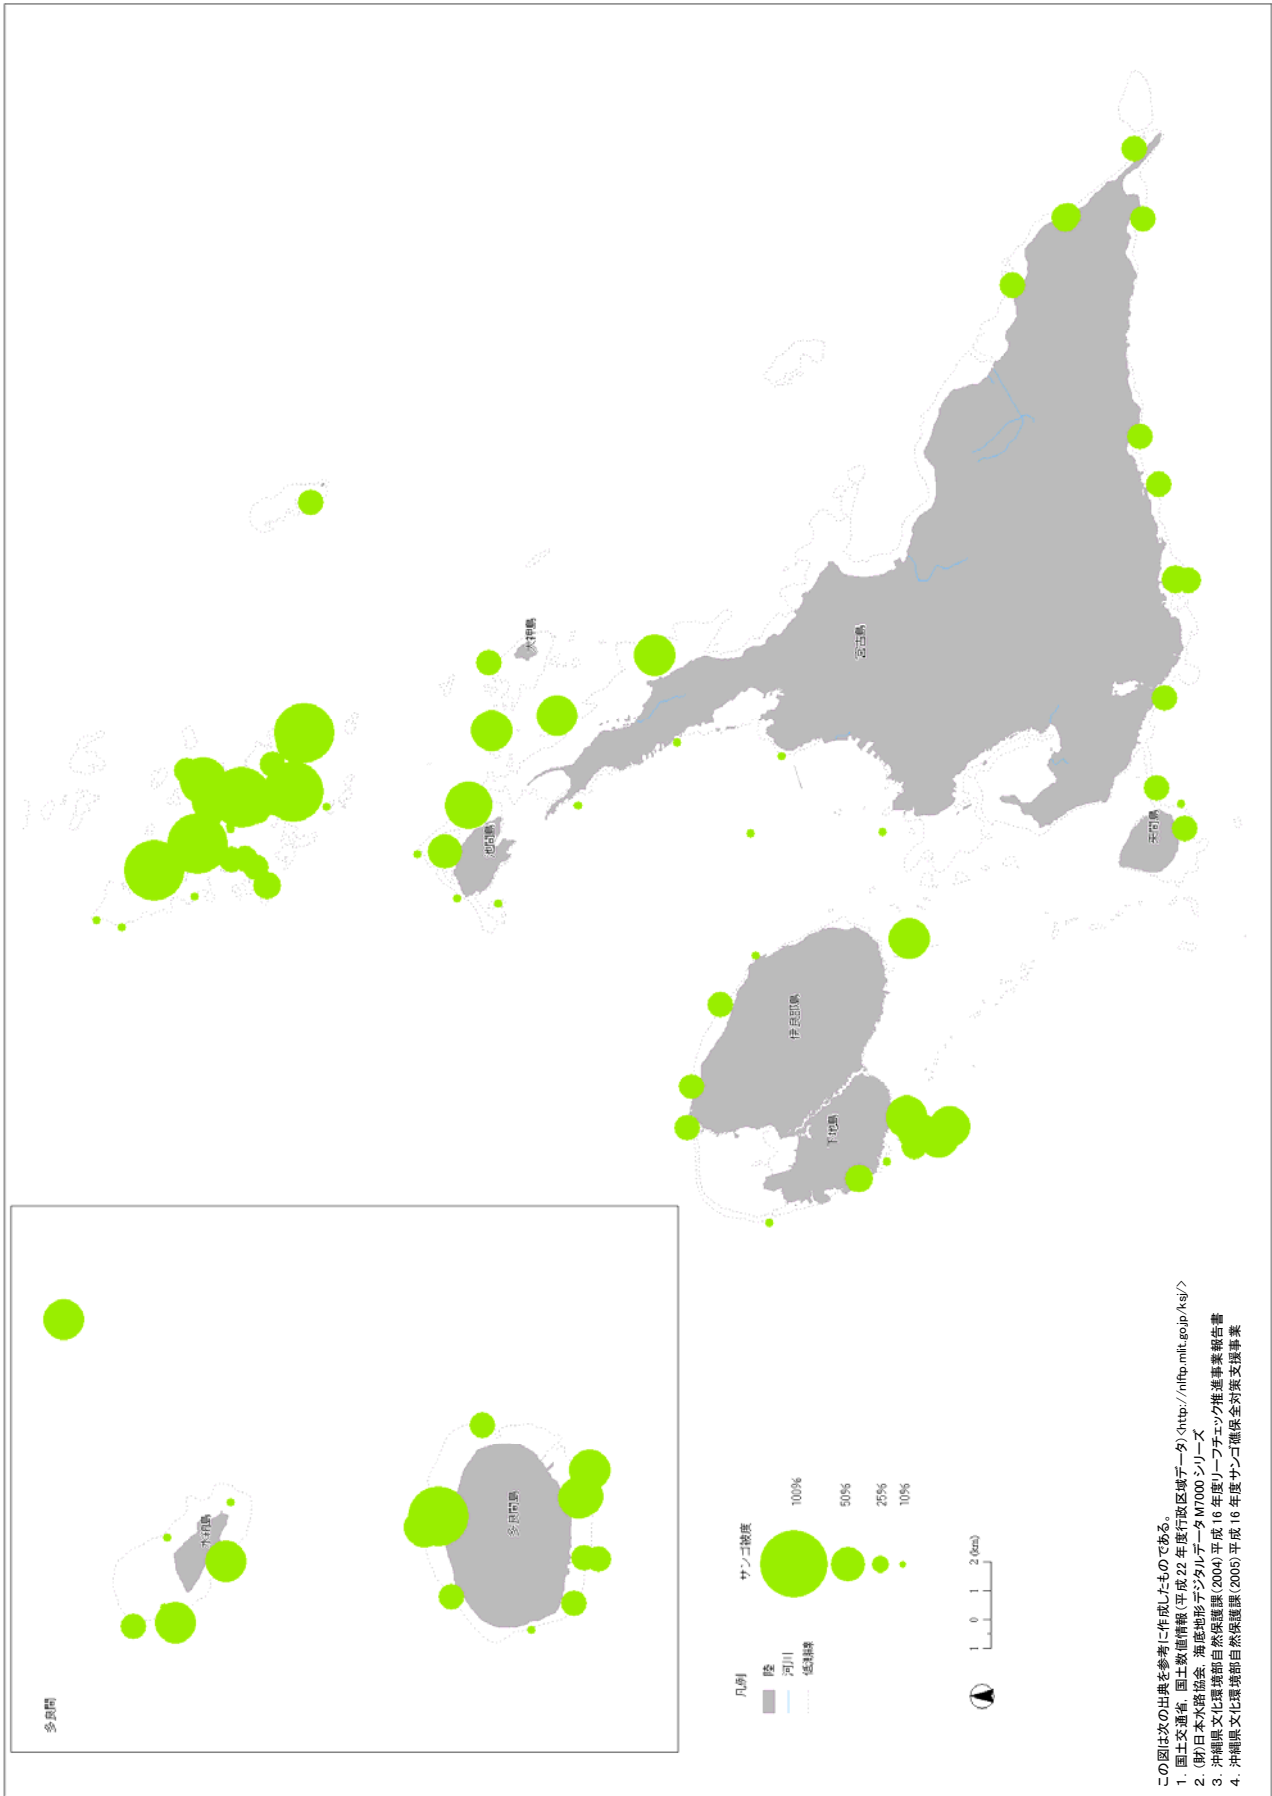 多良間
水納島
多良間島
大神島
池間島
宮古島
来間島
伊良部島
下地島
凡例
陸
河川
低潮線
サンゴ被度
100%
50%
25%
10%
1 0 1 2 (km)
この図は次の出典を参考に作成したものである。
1. 国土交通省, 国土数値情報(平成 22 年度行政区域データ)<http://nlftp.mlit.go.jp/ksj/>
2. (財)日本水路協会, 海底地形デジタルデータ M7000 シリーズ
3. 沖縄県文化環境部自然保護課(2004)平成 16 年度リーフチェック推進事業報告書
4. 沖縄県文化環境部自然保護課(2005)平成 16 年度サンゴ礁保全対策支援事業